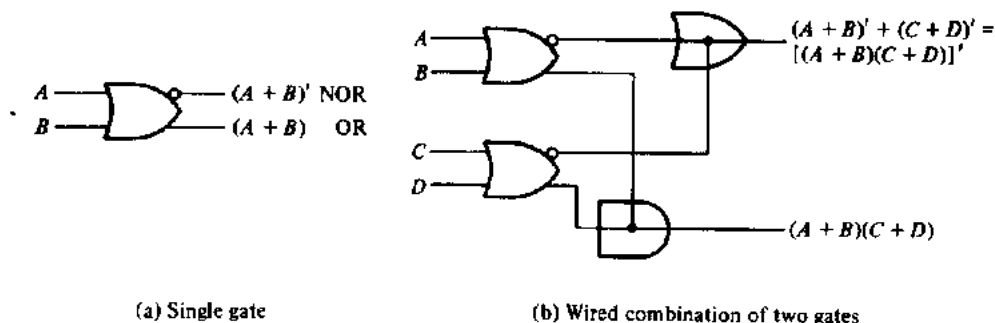 A
B
(A + B)' NOR
(A + B) OR
(a) Single gate
A
B
C
D
(A + B)' + (C + D)' =
[(A + B)(C + D)]'
(A + B)(C + D)
(b) Wired combination of two gates